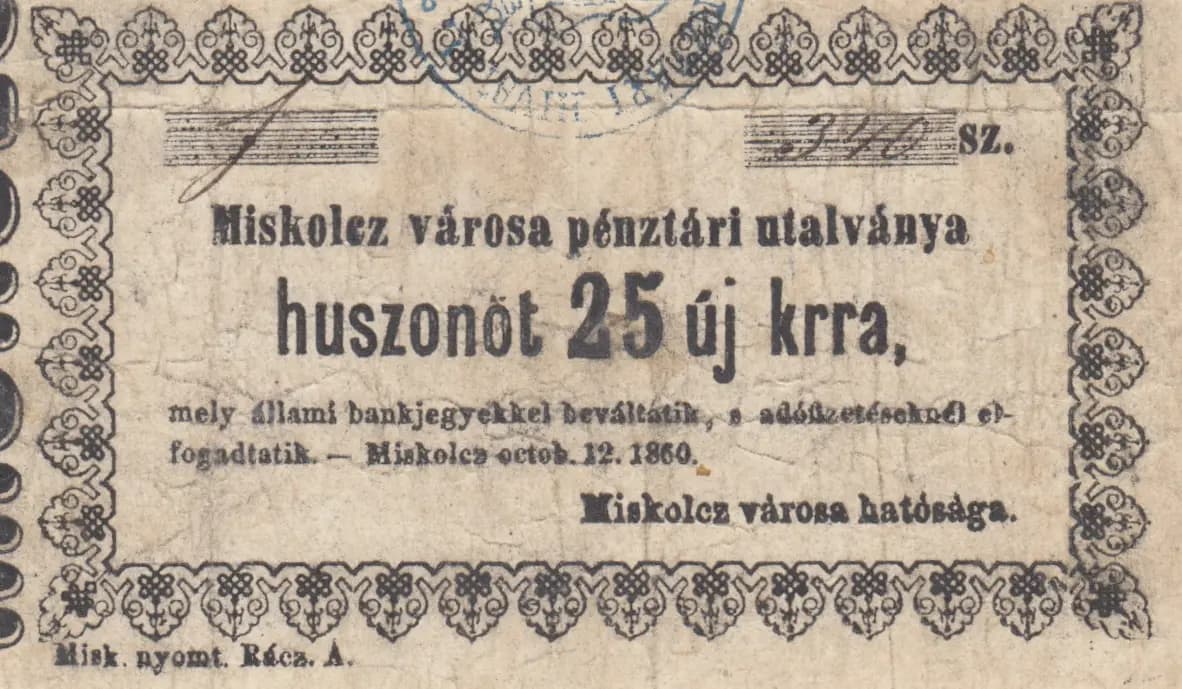 340 sz.
Miskolcz városa pénztári utalványa
huszonöt 25 új krra,
mely állami bankjegyekkel beváltatik, s adófizetéseknél el-
fogadtatik. — Miskolcz octob. 12. 1860.
Miskolcz városa hatósága.
Misk. nyomt. Rácz. A.